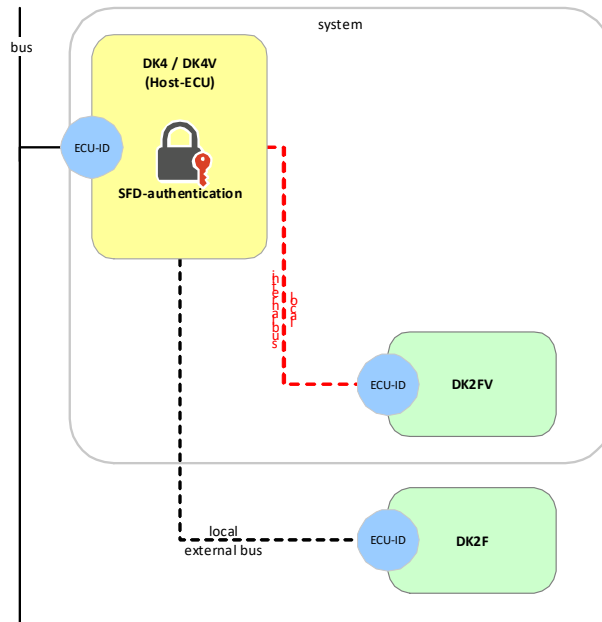 system
bus
DK4 / DK4V
(Host-ECU)
ECU-ID
SFD-authentication
local
internal bus
ECU-ID
DK2FV
local
external bus
ECU-ID
DK2F